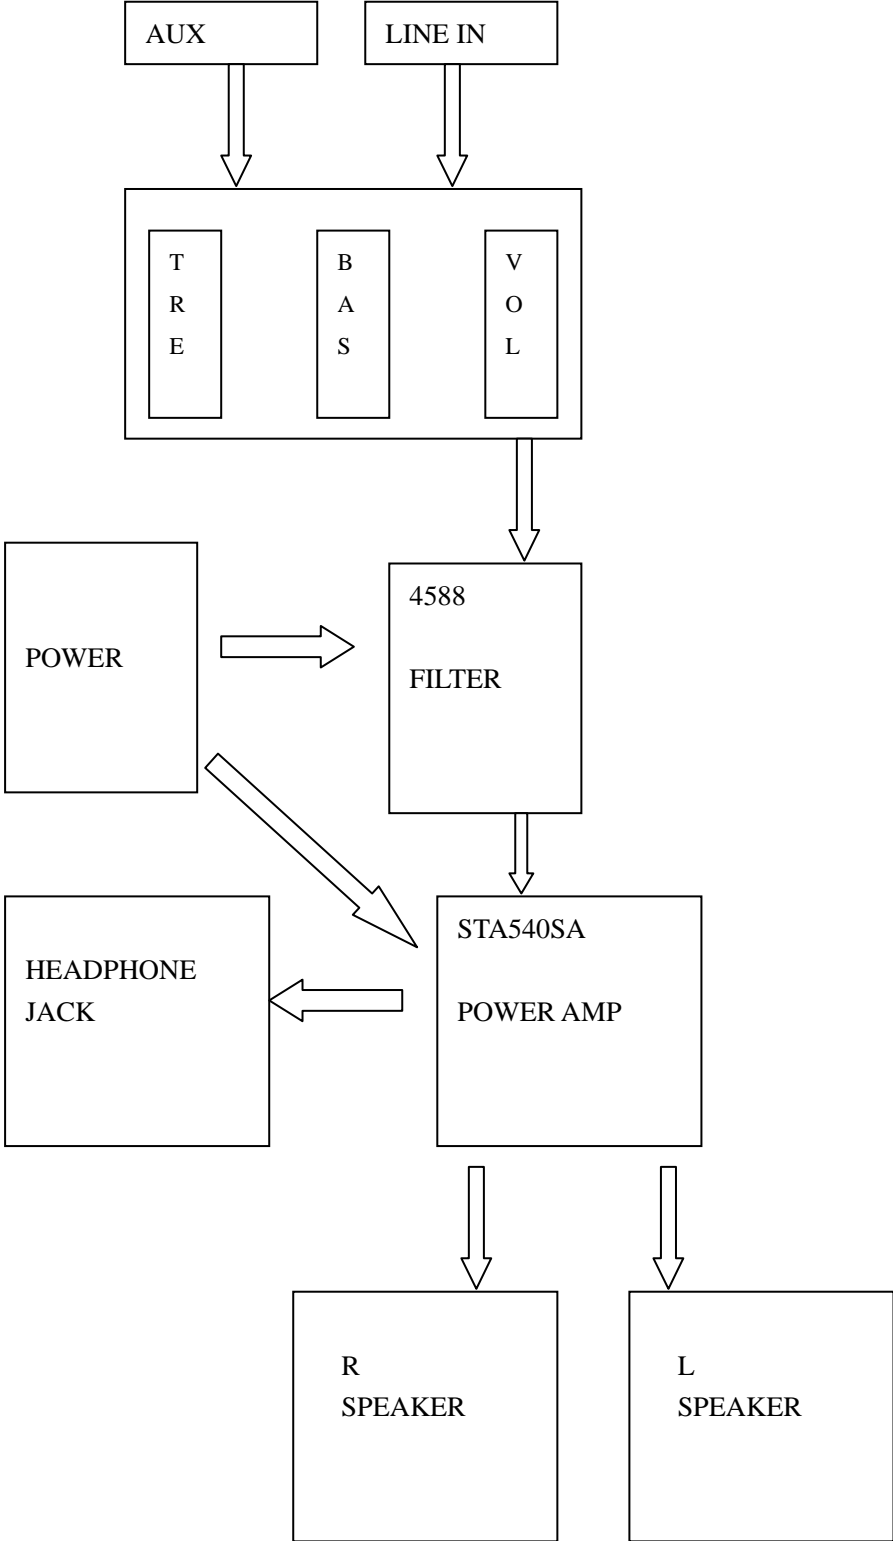 AUX
LINE IN
T
R
E
B
A
S
V
O
L
POWER
4588
FILTER
HEADPHONE
JACK
STA540SA
POWER AMP
R
SPEAKER
L
SPEAKER